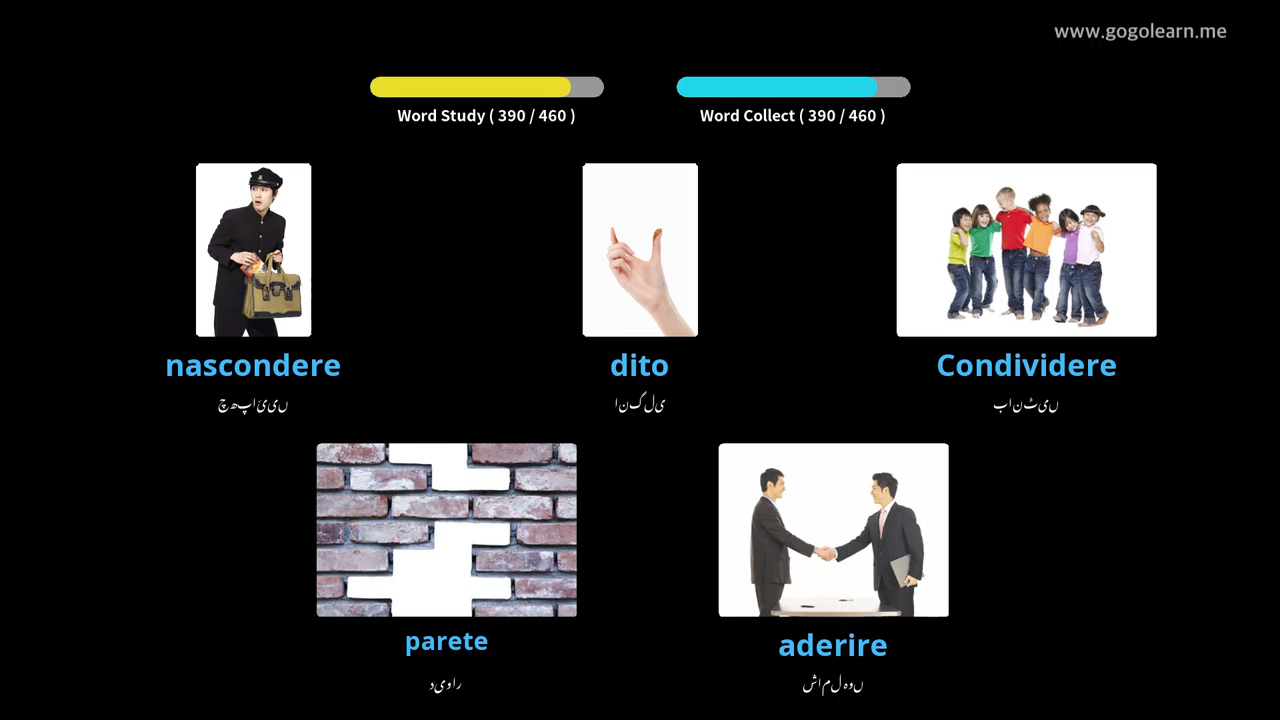 www.gogolearn.me
Word Study ( 390 / 460 )
Word Collect ( 390 / 460 )
nascondere
چھپائیں
dito
انگلی
Condividere
بانٹیں
parete
دیوار
aderire
شامل ہوں